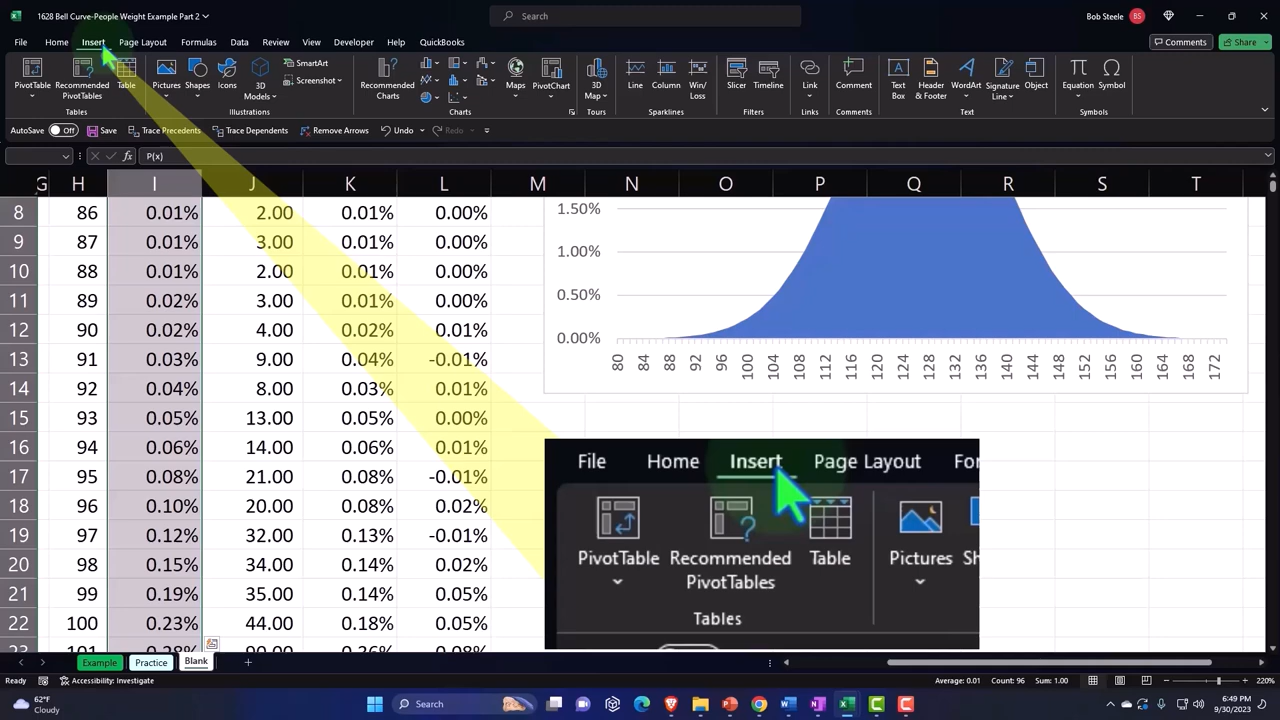 1628 Bell Curve-People Weight Example Part 2
Search
Bob Steele BS
File Home Insert Page Layout Formulas Data Review View Developer Help QuickBooks
Comments Share
PivotTable Recommended PivotTables Table Pictures Shapes Icons 3D Models SmartArt Screenshot Recommended Charts Maps PivotChart 3D Map Line Column Win/Loss Slicer Timeline Link Comment Text Box Header & Footer WordArt Signature Line Object Equation Symbol
Tables Illustrations Charts Tours Sparklines Filters Links Comments Text Symbols
AutoSave Off Save Trace Precedents Trace Dependents Remove Arrows Undo Redo
fx P(x)
G H I J K L M N O P Q R S T
8 86 0.01% 2.00 0.01% 0.00%
9 87 0.01% 3.00 0.01% 0.00%
10 88 0.01% 2.00 0.01% 0.00%
11 89 0.02% 3.00 0.01% 0.00%
12 90 0.02% 4.00 0.02% 0.01%
13 91 0.03% 9.00 0.04% -0.01%
14 92 0.04% 8.00 0.03% 0.01%
15 93 0.05% 13.00 0.05% 0.00%
16 94 0.06% 14.00 0.06% 0.01%
17 95 0.08% 21.00 0.08% -0.01%
18 96 0.10% 20.00 0.08% 0.02%
19 97 0.12% 32.00 0.13% -0.01%
20 98 0.15% 34.00 0.14% 0.02%
21 99 0.19% 35.00 0.14% 0.05%
22 100 0.23% 44.00 0.18% 0.05%
1.50%
1.00%
0.50%
0.00%
80 84 88 92 96 100 104 108 112 116 120 124 128 132 136 140 144 148 152 156 160 164 168 172
File Home Insert Page Layout
PivotTable Recommended Table Pictures
PivotTables
Tables
Example Practice Blank
Ready Accessibility: Investigate Average: 0.01 Count: 96 Sum: 1.00 220%
62°F
Cloudy
Search
6:49 PM
9/30/2023